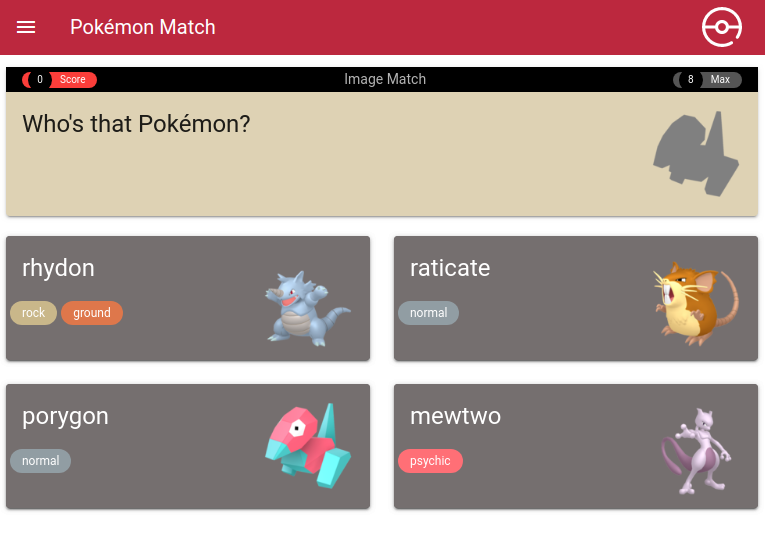 Pokémon Match
0 Score
Image Match
8 Max
Who's that Pokémon?
rhydon
rock ground
raticate
normal
porygon
normal
mewtwo
psychic